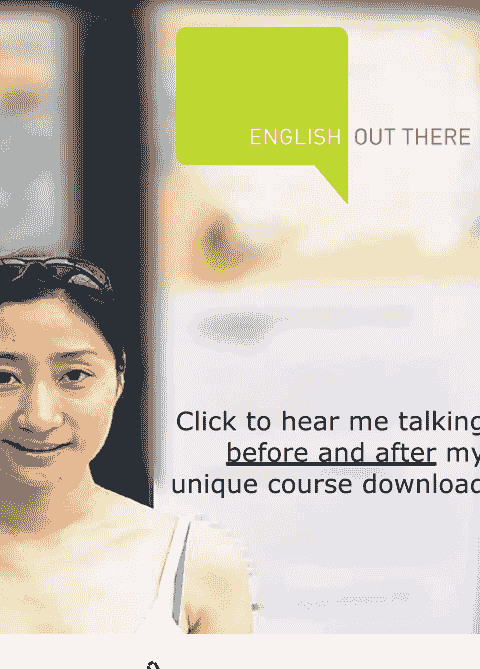 ENGLISH OUT THERE
Click to hear me talking
before and after my
unique course download